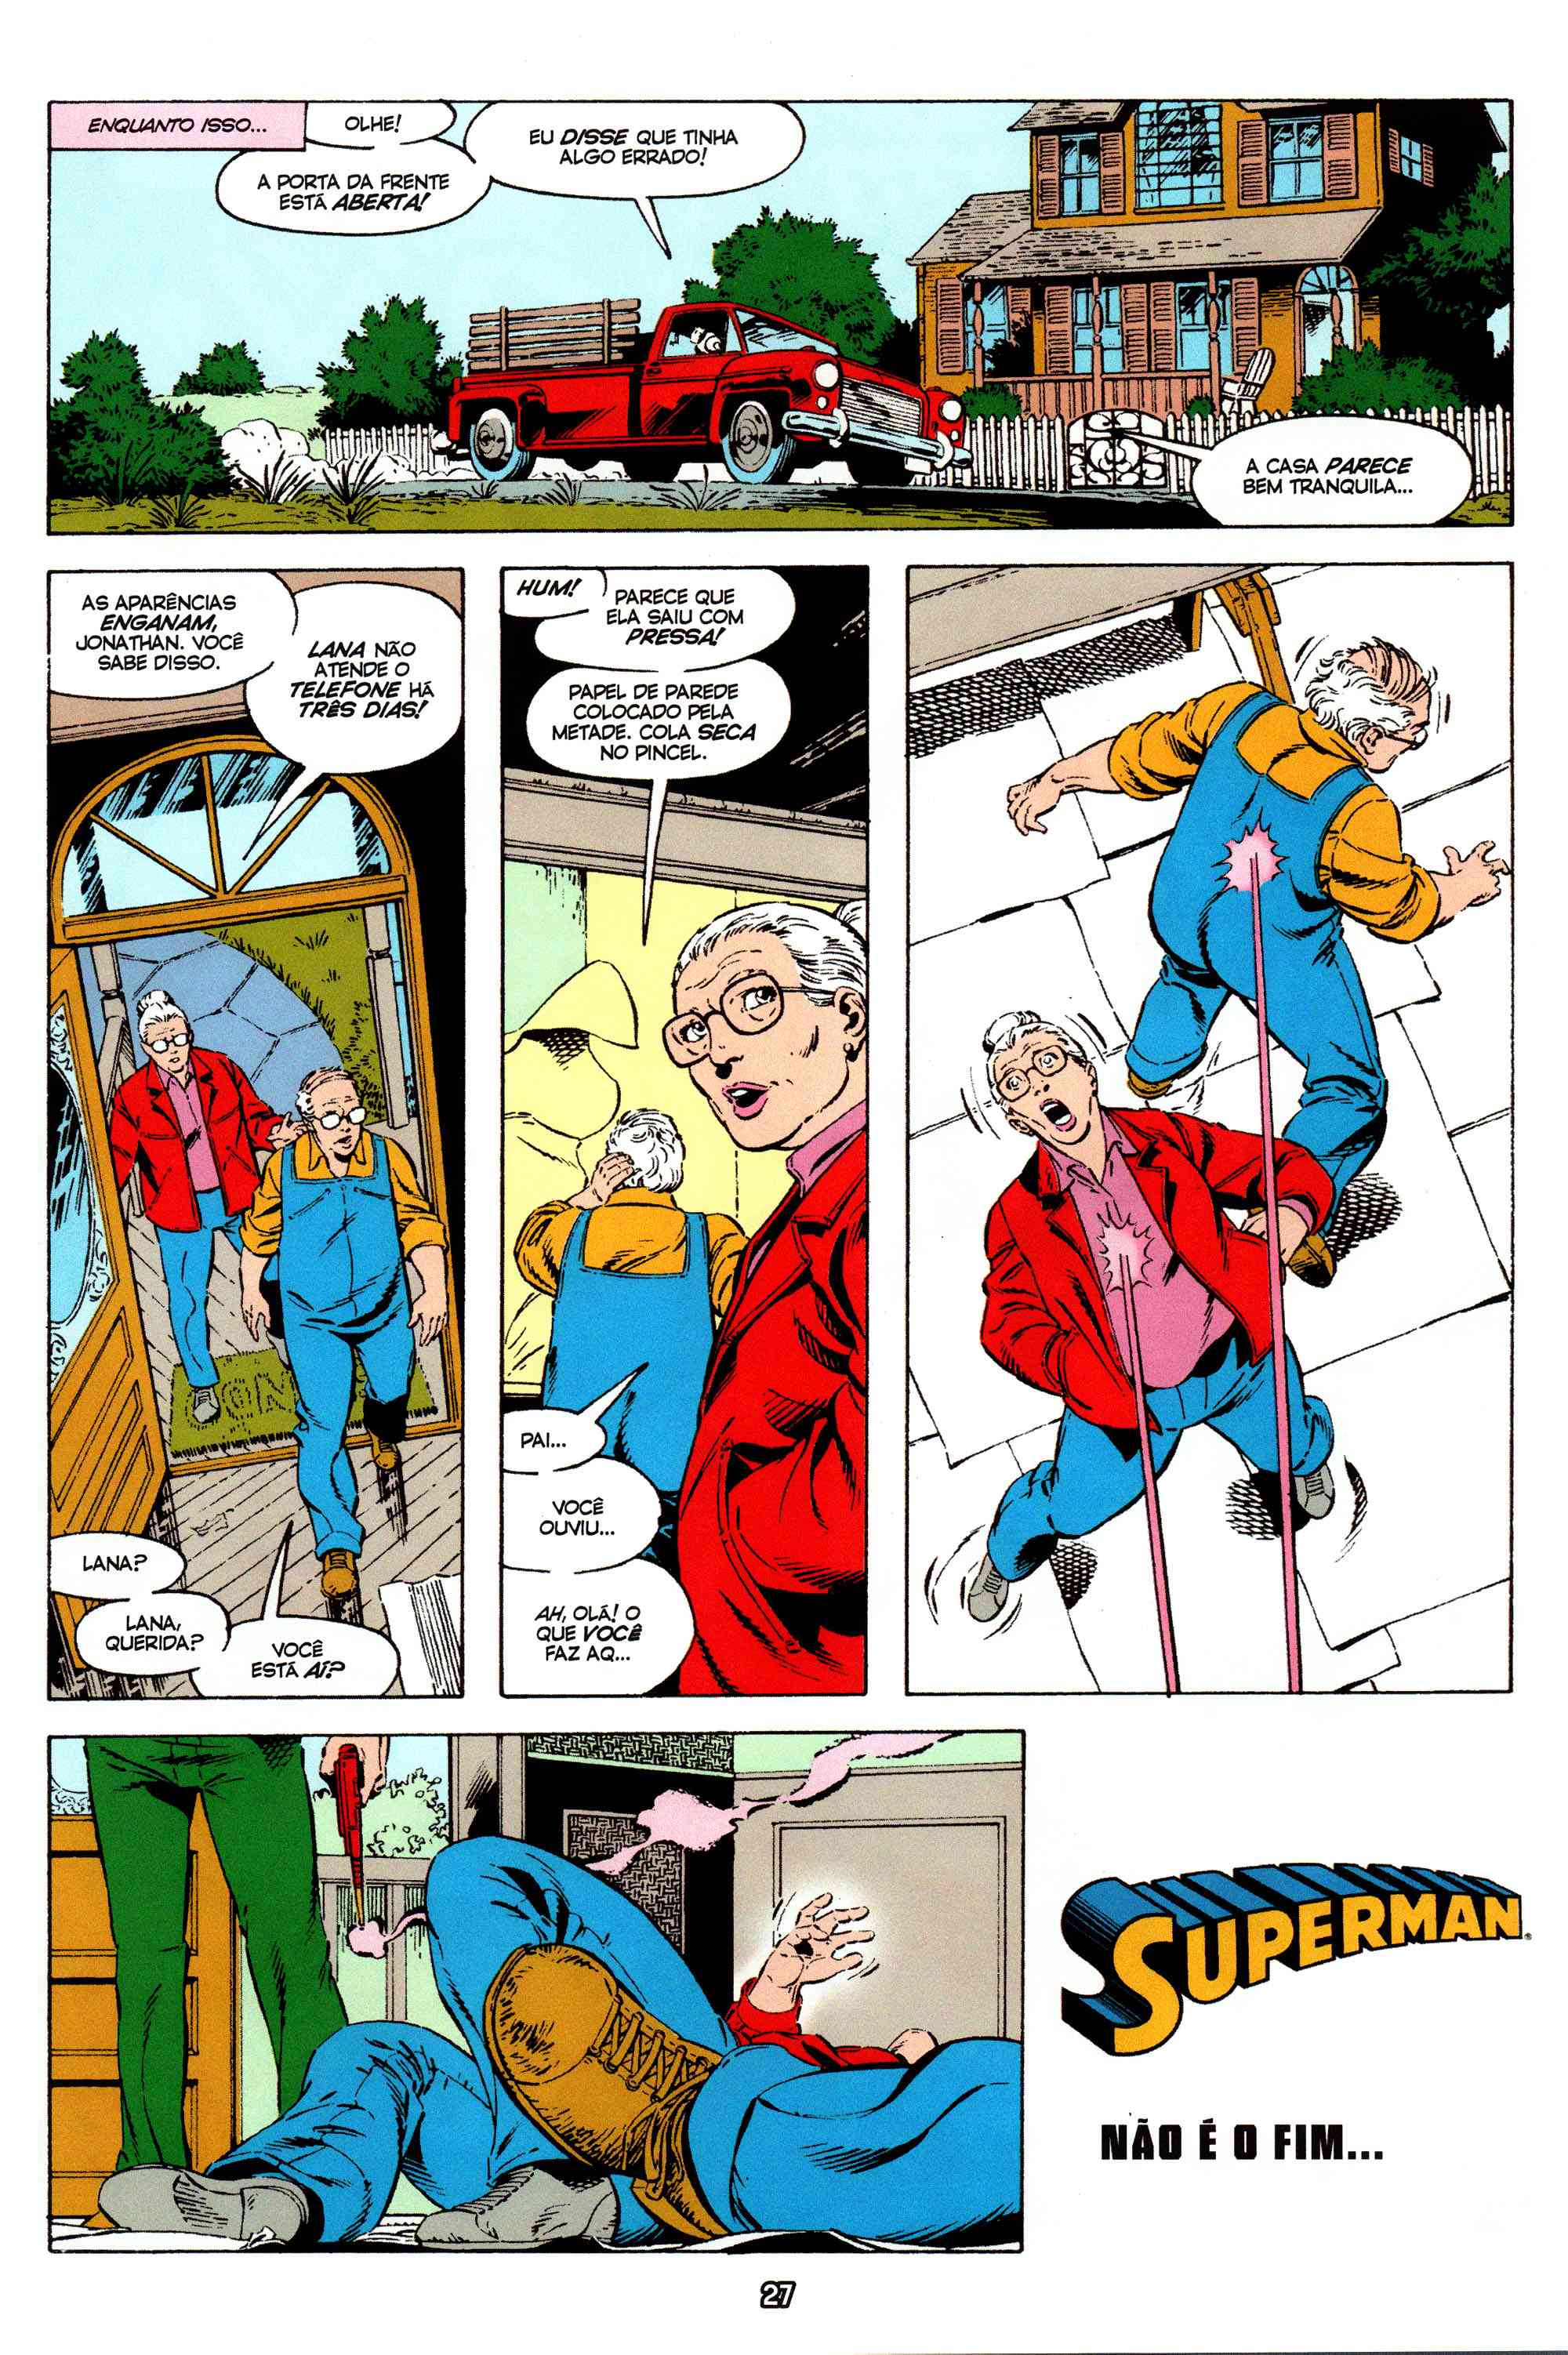 ENQUANTO ISSO...
OLHE!
A PORTA DA FRENTE
ESTÁ ABERTA!
EU DISSE QUE TINHA
ALGO ERRADO!
A CASA PARECE
BEM TRANQUILA...
AS APARÊNCIAS
ENGANAM,
JONATHAN. VOCÊ
SABE DISSO.
LANA NÃO
ATENDE O
TELEFONE HÁ
TRÊS DIAS!
LANA?
LANA,
QUERIDA?
VOCÊ
ESTÁ AÍ?
HUM!
PARECE QUE
ELA SAIU COM
PRESSA!
PAPEL DE PAREDE
COLOCADO PELA
METADE. COLA SECA
NO PINCEL.
PAI...
VOCÊ
OUVIU...
AH, OLÁ! O
QUE VOCÊ
FAZ AQ...
SUPERMAN
NÃO É O FIM...
27